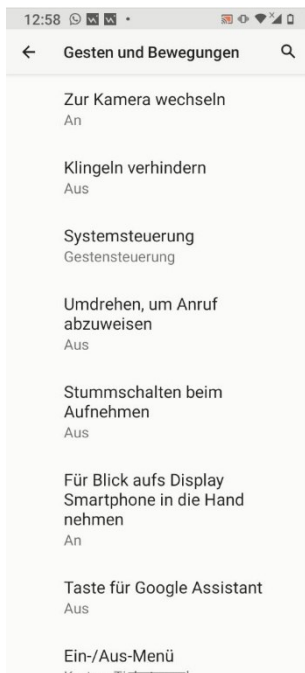 12:58
Gesten und Bewegungen
Zur Kamera wechseln
An
Klingeln verhindern
Aus
Systemsteuerung
Gestensteuerung
Umdrehen, um Anruf
abzuweisen
Aus
Stummschalten beim
Aufnehmen
Aus
Für Blick aufs Display
Smartphone in die Hand
nehmen
An
Taste für Google Assistant
Aus
Ein-/Aus-Menü